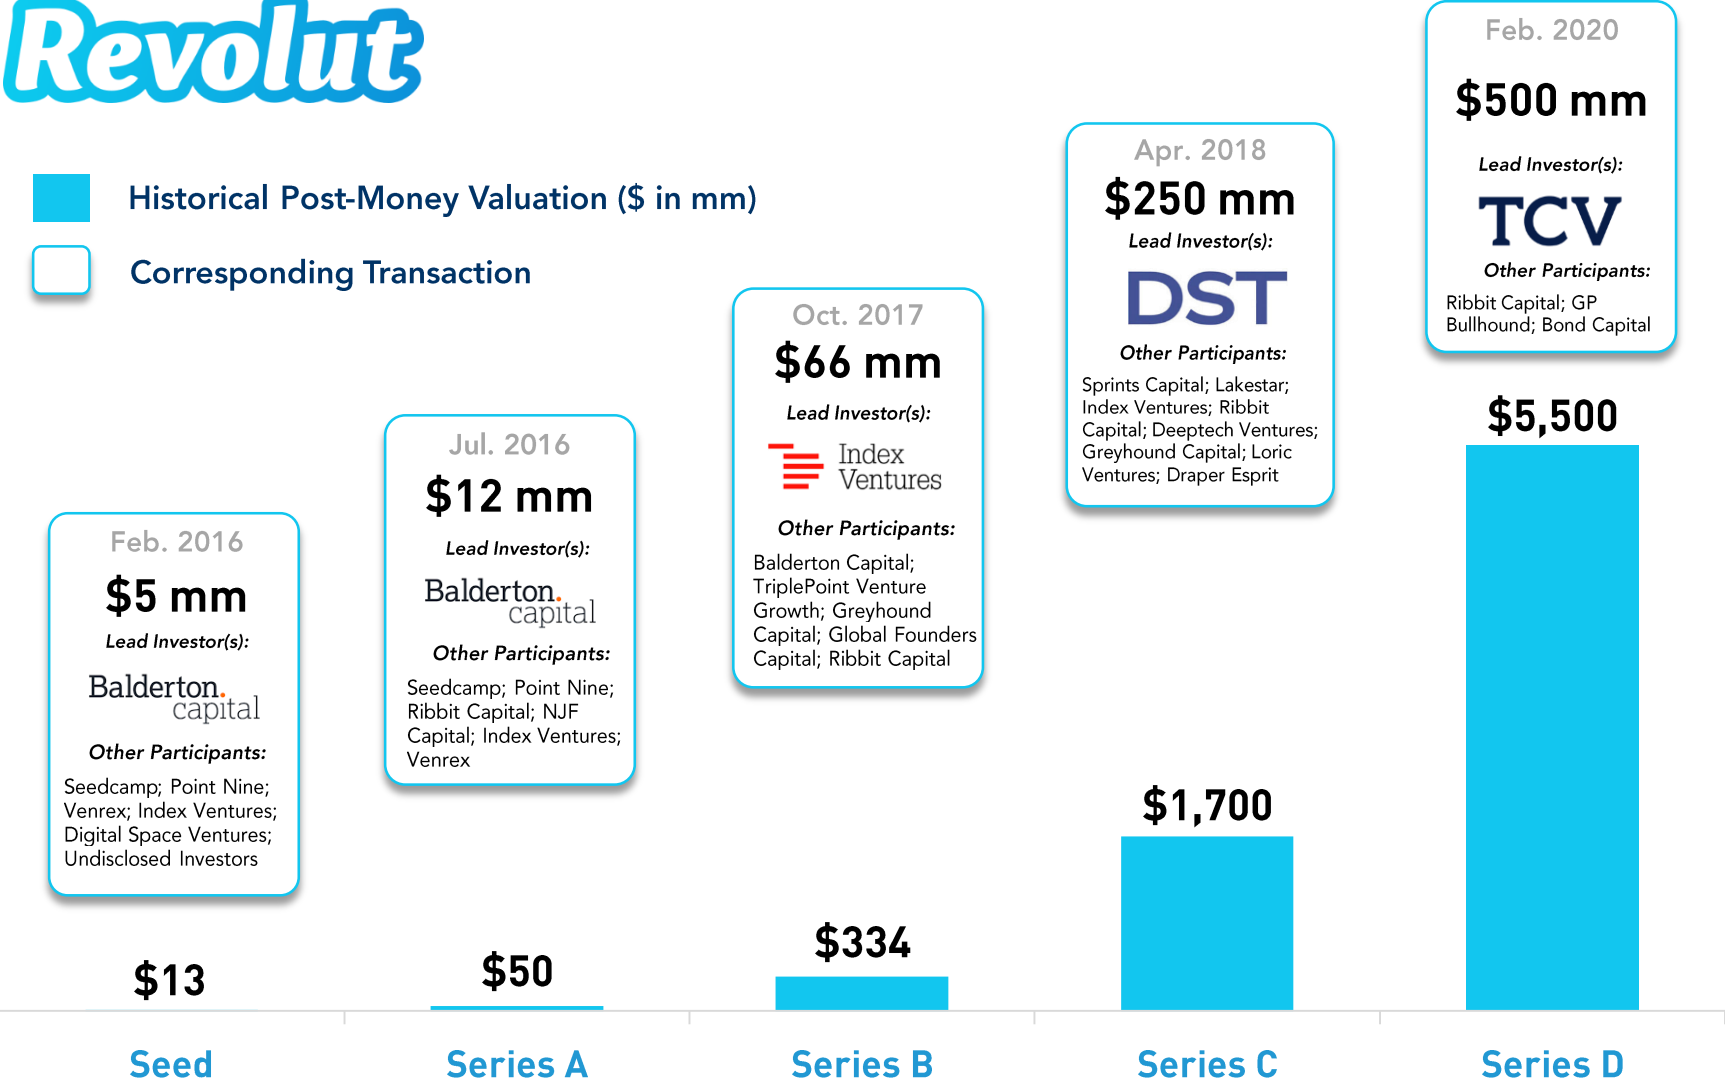 Revolut
Historical Post-Money Valuation ($ in mm)
Corresponding Transaction
Feb. 2016
$5 mm
Lead Investor(s):
Balderton.
capital
Other Participants:
Seedcamp; Point Nine;
Venrex; Index Ventures;
Digital Space Ventures;
Undisclosed Investors
$13
Seed
Jul. 2016
$12 mm
Lead Investor(s):
Balderton.
capital
Other Participants:
Seedcamp; Point Nine;
Ribbit Capital; NJF
Capital; Index Ventures;
Venrex
$50
Series A
Oct. 2017
$66 mm
Lead Investor(s):
Index
Ventures
Other Participants:
Balderton Capital;
TriplePoint Venture
Growth; Greyhound
Capital; Global Founders
Capital; Ribbit Capital
$334
Series B
Apr. 2018
$250 mm
Lead Investor(s):
DST
Other Participants:
Sprints Capital; Lakestar;
Index Ventures; Ribbit
Capital; Deeptech Ventures;
Greyhound Capital; Loric
Ventures; Draper Esprit
$1,700
Series C
Feb. 2020
$500 mm
Lead Investor(s):
TCV
Other Participants:
Ribbit Capital; GP
Bullhound; Bond Capital
$5,500
Series D